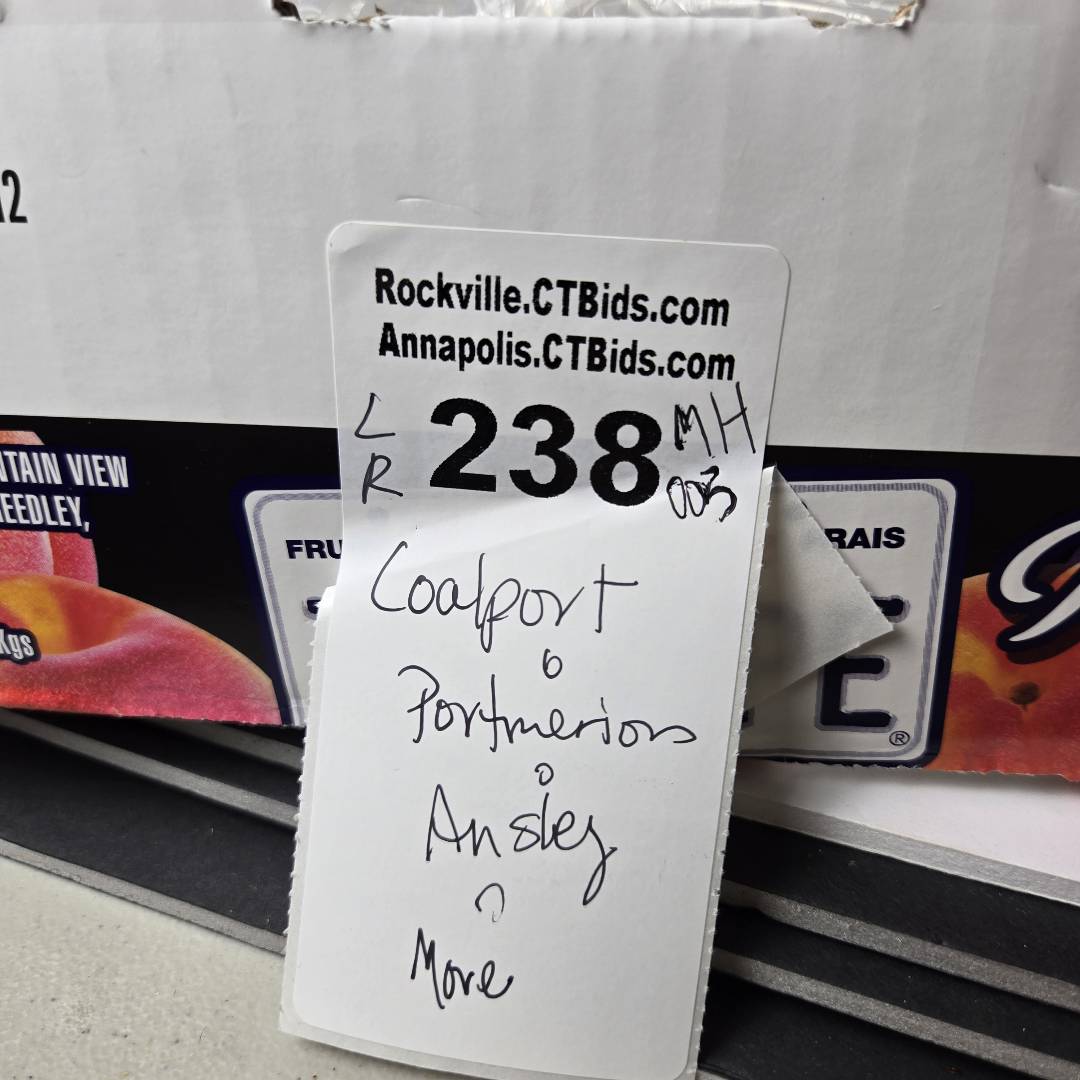 12
Rockville.CTBids.com
Annapolis.CTBids.com
L 238 MH
R 003
NTAIN VIEW
EEDLEY,
FRU
RAIS
Kgs
Coalport
o
Portmerion
o
Ansley
o
More
E
®